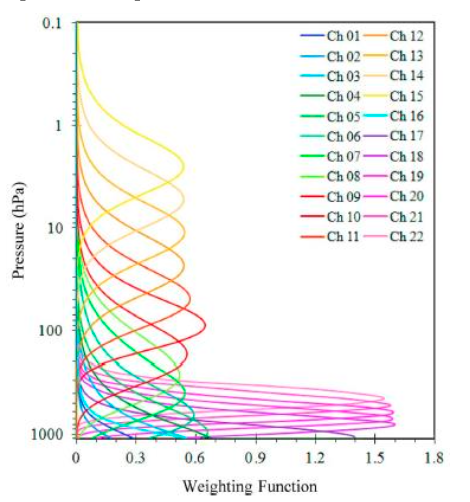 0.1
1
10
100
1000
Pressure (hPa)
0
0.3
0.6
0.9
1.2
1.5
1.8
Weighting Function
Ch 01
Ch 02
Ch 03
Ch 04
Ch 05
Ch 06
Ch 07
Ch 08
Ch 09
Ch 10
Ch 11
Ch 12
Ch 13
Ch 14
Ch 15
Ch 16
Ch 17
Ch 18
Ch 19
Ch 20
Ch 21
Ch 22